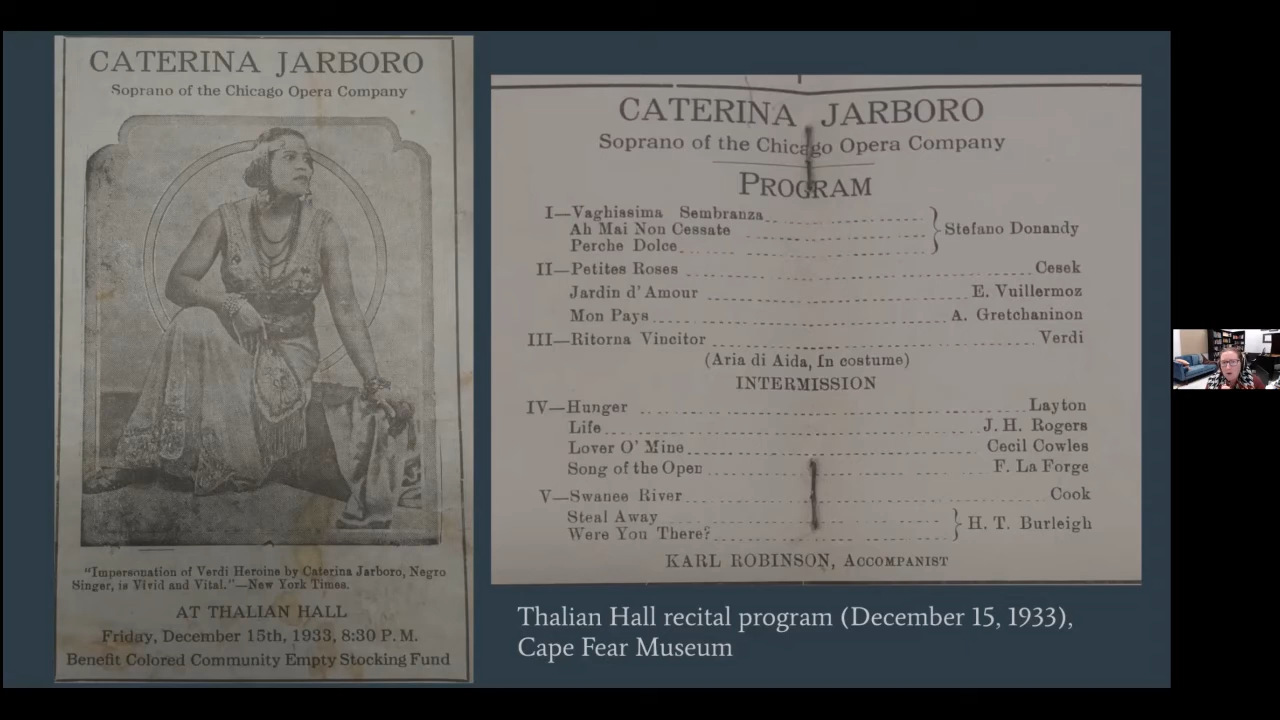 CATERINA JARBORO
Soprano of the Chicago Opera Company
"Impersonation of Verdi Heroine by Caterina Jarboro, Negro
Singer, is Vivid and Vital."—New York Times.
AT THALIAN HALL
Friday, December 15th, 1933, 8:30 P. M.
Benefit Colored Community Empty Stocking Fund
CATERINA JARBORO
Soprano of the Chicago Opera Company
PROGRAM
I—Vaghissima Sembranza
Ah Mai Non Cessate
Perche Dolce
Stefano Donandy
II—Petites Roses Cesek
Jardin d'Amour E. Vuillermoz
Mon Pays A. Gretchaninon
III—Ritorna Vincitor Verdi
(Aria di Aida, In costume)
INTERMISSION
IV—Hunger Layton
Life J. H. Rogers
Lover O' Mine Cecil Cowles
Song of the Open F. La Forge
V—Swanee River Cook
Steal Away
Were You There?
H. T. Burleigh
KARL ROBINSON, ACCOMPANIST
Thalian Hall recital program (December 15, 1933),
Cape Fear Museum